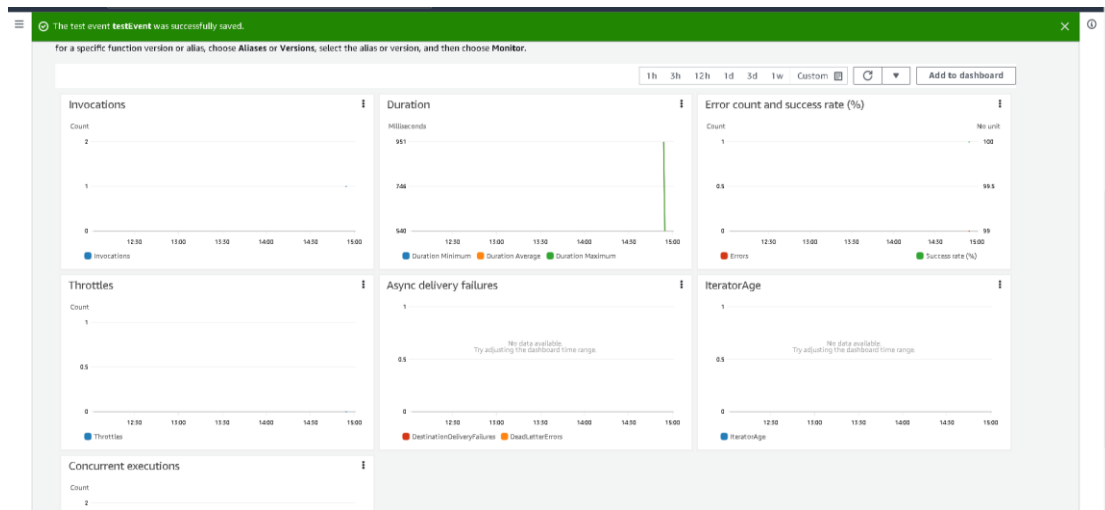 The test event testEvent was successfully saved.
for a specific function version or alias, choose Aliases or Versions, select the alias or version, and then choose Monitor.
1h 3h 12h 1d 3d 1w Custom Add to dashboard
Invocations
Count
2
1
0
12:30 13:00 13:30 14:00 14:30 15:00
Invocations
Duration
Milliseconds
951
746
540
12:30 13:00 13:30 14:00 14:30 15:00
Duration Minimum Duration Average Duration Maximum
Error count and success rate (%)
Count No unit
1 100
0.5 99.5
0 99
12:30 13:00 13:30 14:00 14:30 15:00
Errors Success rate (%)
Throttles
Count
1
0.5
0
12:30 13:00 13:30 14:00 14:30 15:00
Throttles
Async delivery failures
1
No data available.
Try adjusting the dashboard time range.
0.5
0
12:30 13:00 13:30 14:00 14:30 15:00
DestinationDeliveryFailures DeadLetterErrors
IteratorAge
1
No data available.
Try adjusting the dashboard time range.
0.5
0
12:30 13:00 13:30 14:00 14:30 15:00
IteratorAge
Concurrent executions
Count
2